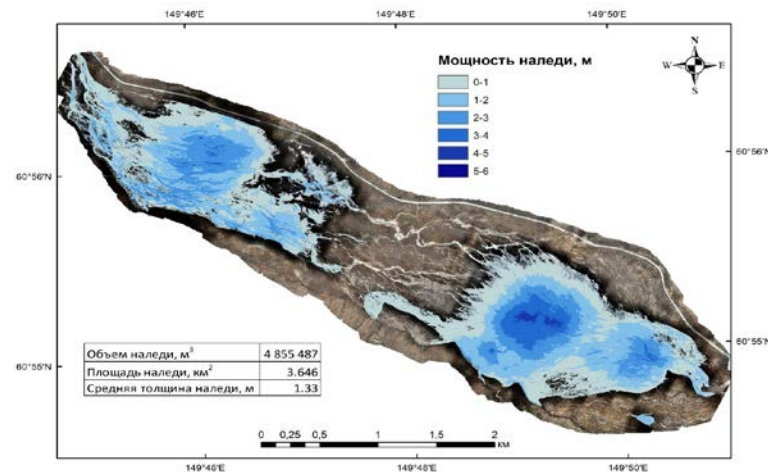 149°46'E 149°48'E 149°50'E
N
W E
S
Мощность наледи, м
0-1
1-2
2-3
3-4
4-5
5-6
60°56'N 60°56'N
60°55'N 60°55'N
Объем наледи, м³ 4 855 487
Площадь наледи, км² 3.646
Средняя толщина наледи, м 1.33
0 0,25 0,5 1 1,5 2
км
149°46'E 149°48'E 149°50'E